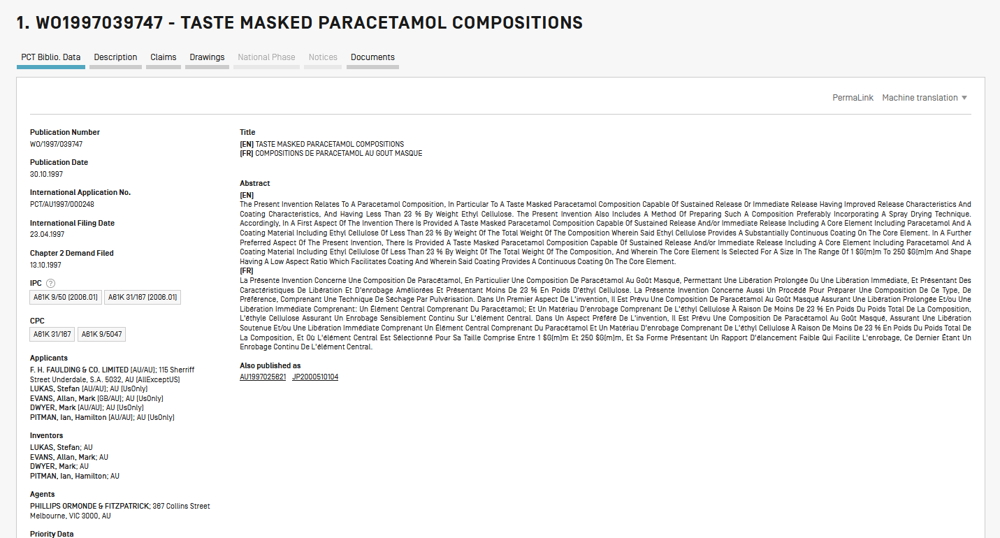 1. WO1997039747 - TASTE MASKED PARACETAMOL COMPOSITIONS
PCT Biblio. Data Description Claims Drawings National Phase Notices Documents
PermaLink Machine translation
Publication Number
WO/1997/039747
Publication Date
30.10.1997
International Application No.
PCT/AU1997/000248
International Filing Date
23.04.1997
Chapter 2 Demand Filed
13.10.1997
IPC ?
A61K 9/50 (2006.01) A61K 31/167 (2006.01)
CPC
A61K 31/167 A61K 9/5047
Applicants
F. H. FAULDING & CO. LIMITED [AU/AU]; 115 Sherriff
Street Underdale, S.A. 5032, AU (AllExceptUS)
LUKAS, Stefan [AU/AU]; AU (UsOnly)
EVANS, Allan, Mark [GB/AU]; AU (UsOnly)
DWYER, Mark [AU/AU]; AU (UsOnly)
PITMAN, Ian, Hamilton [AU/AU]; AU (UsOnly)
Inventors
LUKAS, Stefan; AU
EVANS, Allan, Mark; AU
DWYER, Mark; AU
PITMAN, Ian, Hamilton; AU
Agents
PHILLIPS ORMONDE & FITZPATRICK; 367 Collins Street
Melbourne, VIC 3000, AU
Priority Data
Title
(EN) TASTE MASKED PARACETAMOL COMPOSITIONS
(FR) COMPOSITIONS DE PARACETAMOL AU GOUT MASQUE
Abstract
(EN)
The Present Invention Relates To A Paracetamol Composition, In Particular To A Taste Masked Paracetamol Composition Capable Of Sustained Release Or Immediate Release Having Improved Release Characteristics And
Coating Characteristics, And Having Less Than 23 % By Weight Ethyl Cellulose. The Present Invention Also Includes A Method Of Preparing Such A Composition Preferably Incorporating A Spray Drying Technique.
Accordingly, In A First Aspect Of The Invention There Is Provided A Taste Masked Paracetamol Composition Capable Of Sustained Release And/or Immediate Release Including A Core Element Including Paracetamol And A
Coating Material Including Ethyl Cellulose Of Less Than 23 % By Weight Of The Total Weight Of The Composition Wherein Said Ethyl Cellulose Provides A Substantially Continuous Coating On The Core Element. In A Further
Preferred Aspect Of The Present Invention, There Is Provided A Taste Masked Paracetamol Composition Capable Of Sustained Release And/or Immediate Release Including A Core Element Including Paracetamol And A
Coating Material Including Ethyl Cellulose Of Less Than 23 % By Weight Of The Total Weight Of The Composition, And Wherein The Core Element Is Selected For A Size In The Range Of 1 $G(m)m To 250 $G(m)m And Shape
Having A Low Aspect Ratio Which Facilitates Coating And Wherein Said Coating Provides A Continuous Coating On The Core Element.
(FR)
La Présente Invention Concerne Une Composition De Paracétamol, En Particulier Une Composition De Paracétamol Au Goût Masqué, Permettant Une Libération Prolongée Ou Une Libération Immédiate, Et Présentant Des
Caractéristiques De Libération Et D'enrobage Améliorées Et Présentant Moins De 23 % En Poids D'éthyl Cellulose. La Présente Invention Concerne Aussi Un Procédé Pour Préparer Une Composition De Ce Type, De
Préférence, Comprenant Une Technique De Séchage Par Pulvérisation. Dans Un Premier Aspect De L'invention, Il Est Prévu Une Composition De Paracétamol Au Goût Masqué Assurant Une Libération Prolongée Et/ou Une
Libération Immédiate Comprenant: Un Élément Central Comprenant Du Paracétamol; Et Un Matériau D'enrobage Comprenant De L'éthyl Cellulose À Raison De Moins De 23 % En Poids Du Poids Total De La Composition,
L'éthyle Cellulose Assurant Un Enrobage Sensiblement Continu Sur L'élément Central. Dans Un Aspect Préféré De L'invention, Il Est Prévu Une Composition De Paracétamol Au Goût Masqué, Assurant Une Libération
Soutenue Et/ou Une Libération Immédiate Comprenant Un Élément Central Comprenant Du Paracétamol Et Un Matériau D'enrobage Comprenant De L'éthyl Cellulose À Raison De Moins De 23 % En Poids Du Poids Total De
La Composition, Et Où L'élément Central Est Sélectionné Pour Sa Taille Comprise Entre 1 $G(m)m Et 250 $G(m)m, Et Sa Forme Présentant Un Rapport D'élancement Faible Qui Facilite L'enrobage, Ce Dernier Étant Un
Enrobage Continu De L'élément Central.
Also published as
AU1997025621 JP2000510104